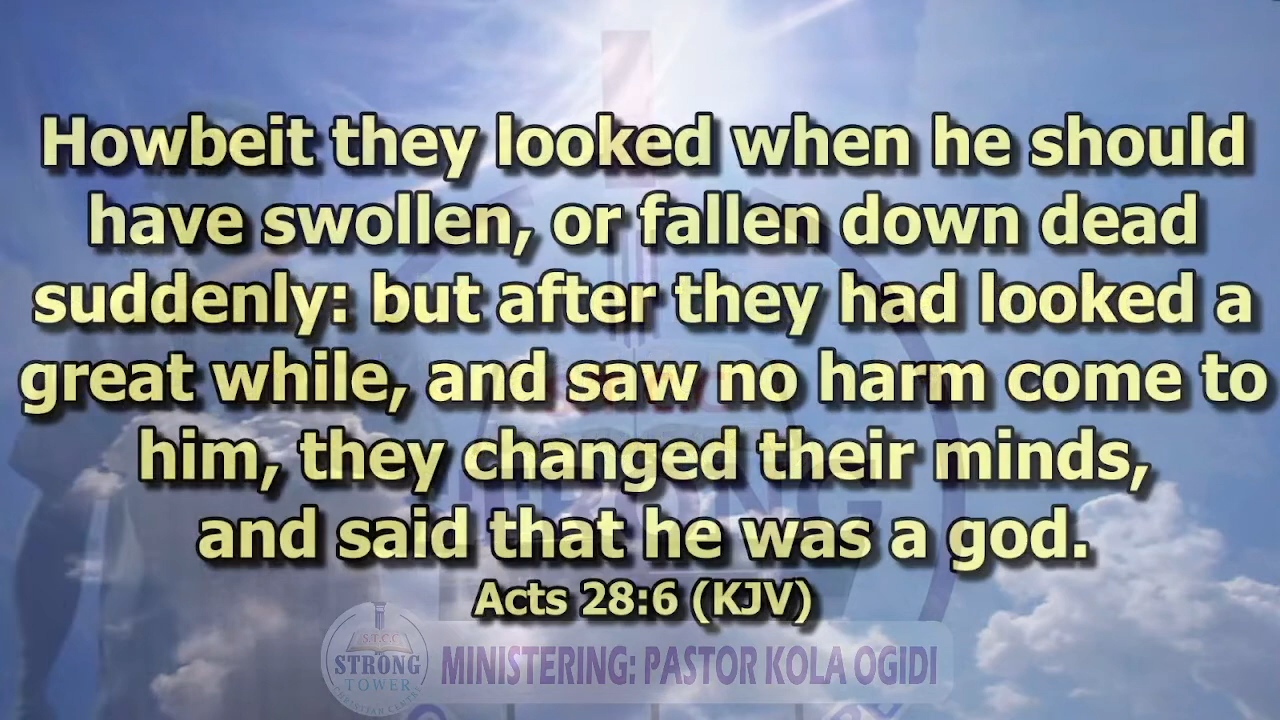 Howbeit they looked when he should
have swollen, or fallen down dead
suddenly: but after they had looked a
great while, and saw no harm come to
him, they changed their minds,
and said that he was a god.
Acts 28:6 (KJV)
S.T.C.C
STRONG
TOWER
CHRISTIAN CENTRE
MINISTERING: PASTOR KOLA OGIDI